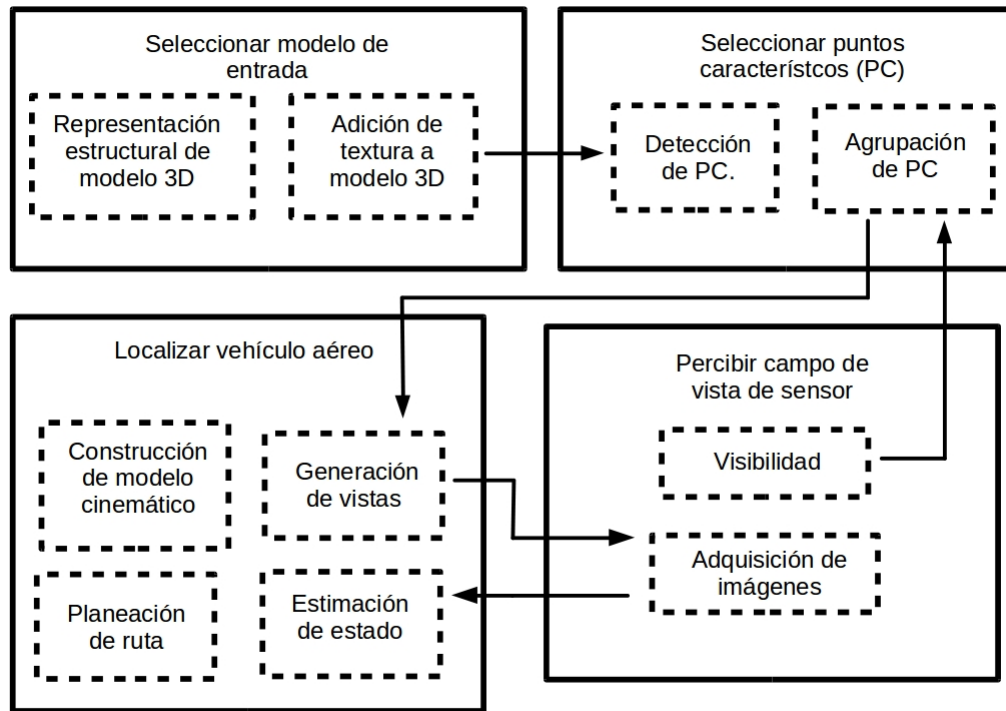 Seleccionar modelo de
entrada
Representación
estructural de
modelo 3D
Adición de
textura a
modelo 3D
Seleccionar puntos
característcos (PC)
Detección
de PC.
Agrupación
de PC
Localizar vehículo aéreo
Construcción
de modelo
cinemático
Generación
de vistas
Planeación
de ruta
Estimación
de estado
Percibir campo de
vista de sensor
Visibilidad
Adquisición de
imágenes